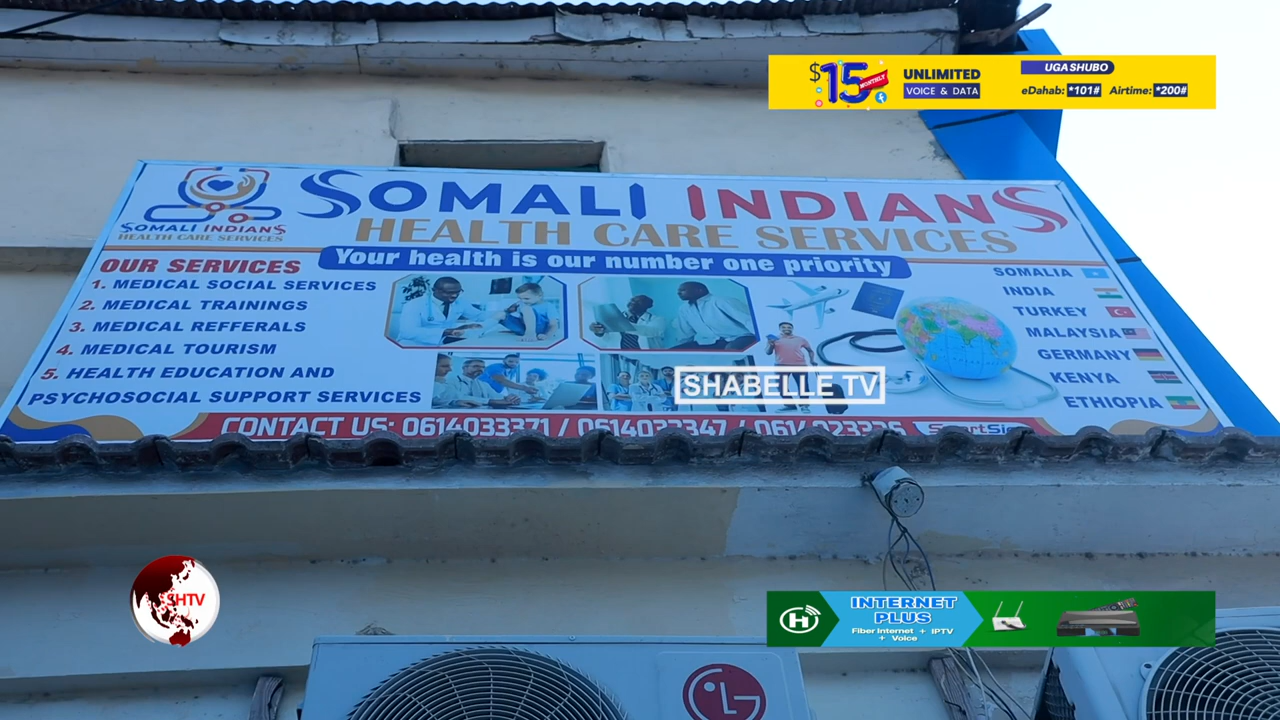 $15 MONTHLY
UNLIMITED
VOICE & DATA
UGASHUBO
eDahab: *101# Airtime: *200#
SOMALI INDIANS
HEALTH CARE SERVICES
SOMALI INDIANS
HEALTH CARE SERVICES
Your health is our number one priority
OUR SERVICES
1. MEDICAL SOCIAL SERVICES
2. MEDICAL TRAININGS
3. MEDICAL REFFERALS
4. MEDICAL TOURISM
5. HEALTH EDUCATION AND
PSYCHOSOCIAL SUPPORT SERVICES
SOMALIA
INDIA
TURKEY
MALAYSIA
GERMANY
KENYA
ETHIOPIA
SHABELLE TV
CONTACT US: 0614033371 /
SHTV
H
INTERNET
PLUS
Fiber Internet + IPTV
+ Voice
LG